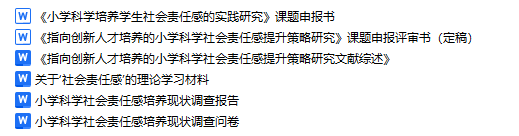 《小学科学培养学生社会责任感的实践研究》课题申报书
《指向创新人才培养的小学科学社会责任感提升策略研究》课题申报评审书（定稿）
《指向创新人才培养的小学科学社会责任感提升策略研究文献综述》
关于‘社会责任感’的理论学习材料
小学科学社会责任感培养现状调查报告
小学科学社会责任感培养现状调查问卷